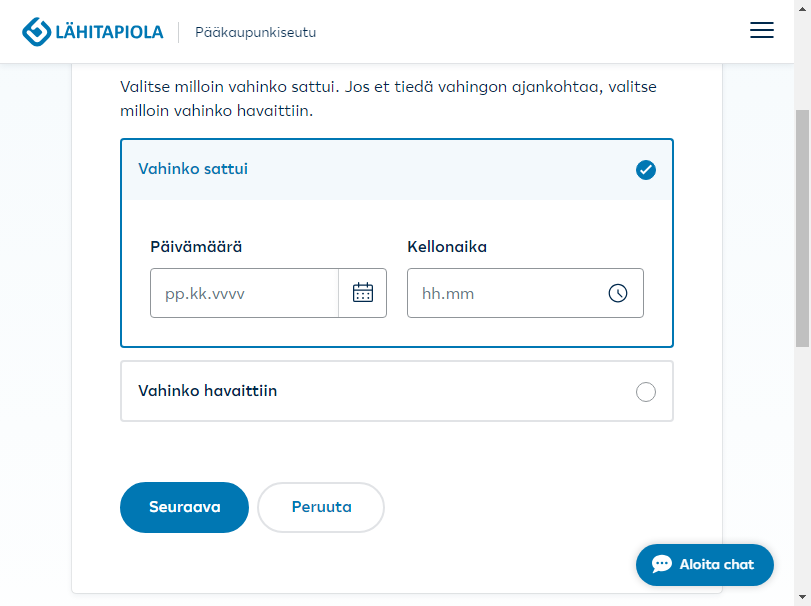 LÄHITAPIOLA Pääkaupunkiseutu
Valitse milloin vahinko sattui. Jos et tiedä vahingon ajankohtaa, valitse
milloin vahinko havaittiin.
Vahinko sattui
Päivämäärä Kellonaika
pp.kk.vvvv hh.mm
Vahinko havaittiin
Seuraava Peruuta
Aloita chat